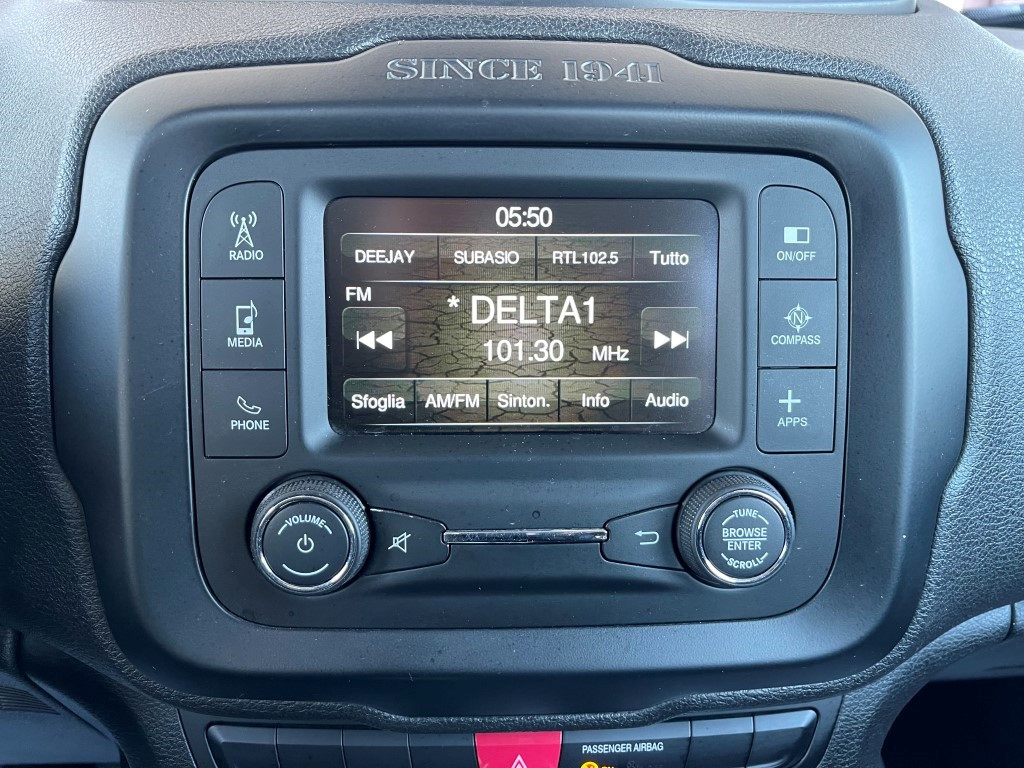 SINCE 1941
05:50
DEEJAY SUBASIO RTL102.5 Tutto
FM
* DELTA1
101.30 MHz
Sfoglia AM/FM Sinton. Info Audio
RADIO
MEDIA
PHONE
ON/OFF
N
COMPASS
APPS
VOLUME
TUNE
BROWSE
ENTER
SCROLL
PASSENGER AIRBAG